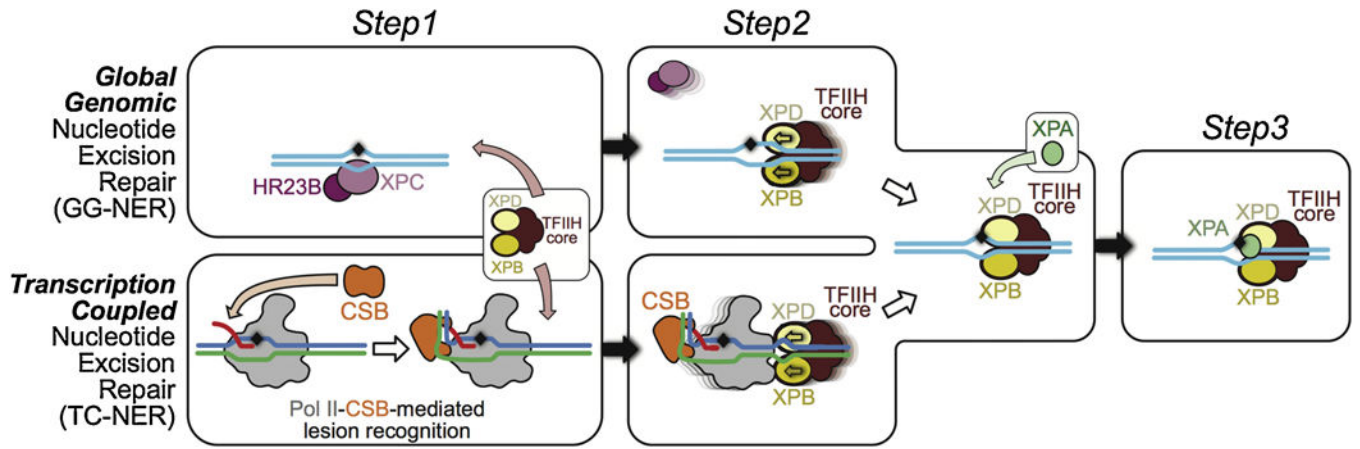 Step1
Step2
Step3
Global
Genomic
Nucleotide
Excision
Repair
(GG-NER)
HR23B
XPC
XPD
TFIIH
core
XPB
XPD
TFIIH
core
XPB
XPA
XPD
TFIIH
core
XPB
XPA
XPD
TFIIH
core
XPB
Transcription
Coupled
Nucleotide
Excision
Repair
(TC-NER)
CSB
Pol II-CSB-mediated
lesion recognition
CSB
XPD
TFIIH
core
XPB